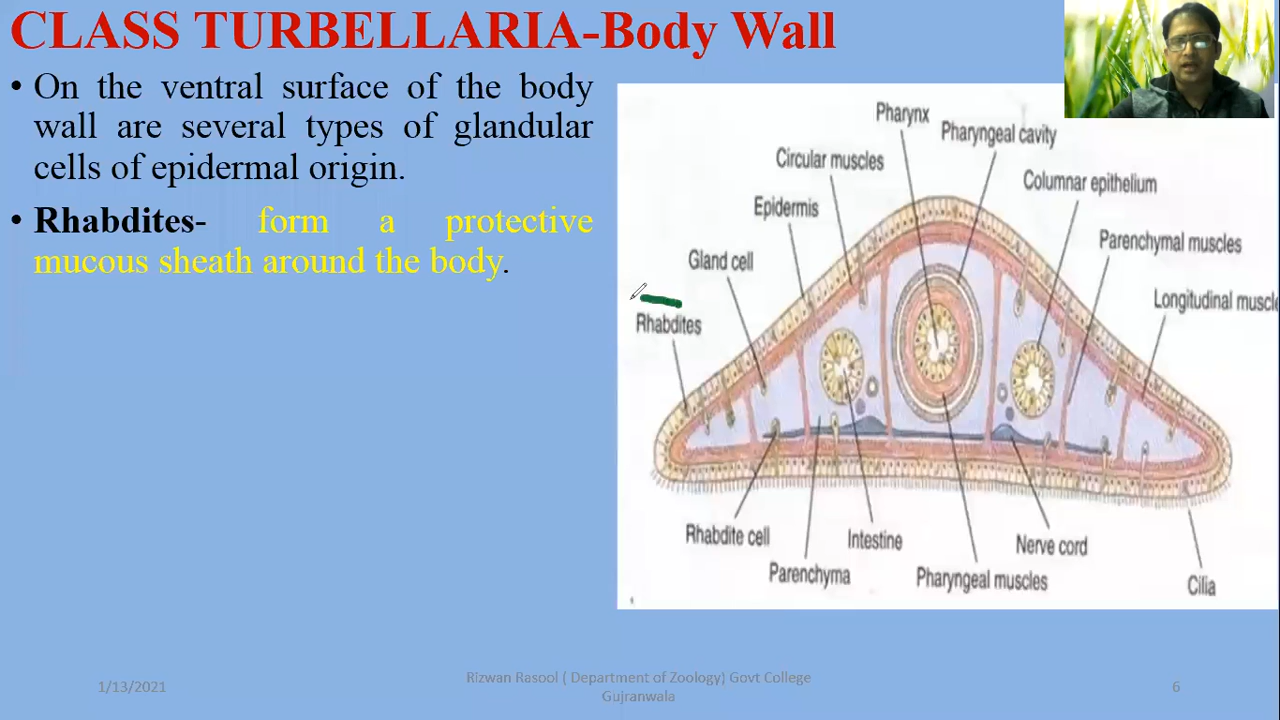 CLASS TURBELLARIA-Body Wall
• On the ventral surface of the body
wall are several types of glandular
cells of epidermal origin.
• Rhabdites- form a protective
mucous sheath around the body.
Pharynx
Pharyngeal cavity
Circular muscles
Columnar epithelium
Epidermis
Parenchymal muscles
Gland cell
Longitudinal muscle
Rhabdites
Rhabdite cell
Intestine
Nerve cord
Parenchyma
Pharyngeal muscles
Cilia
1/13/2021
Rizwan Rasool ( Department of Zoology) Govt College
Gujranwala
6